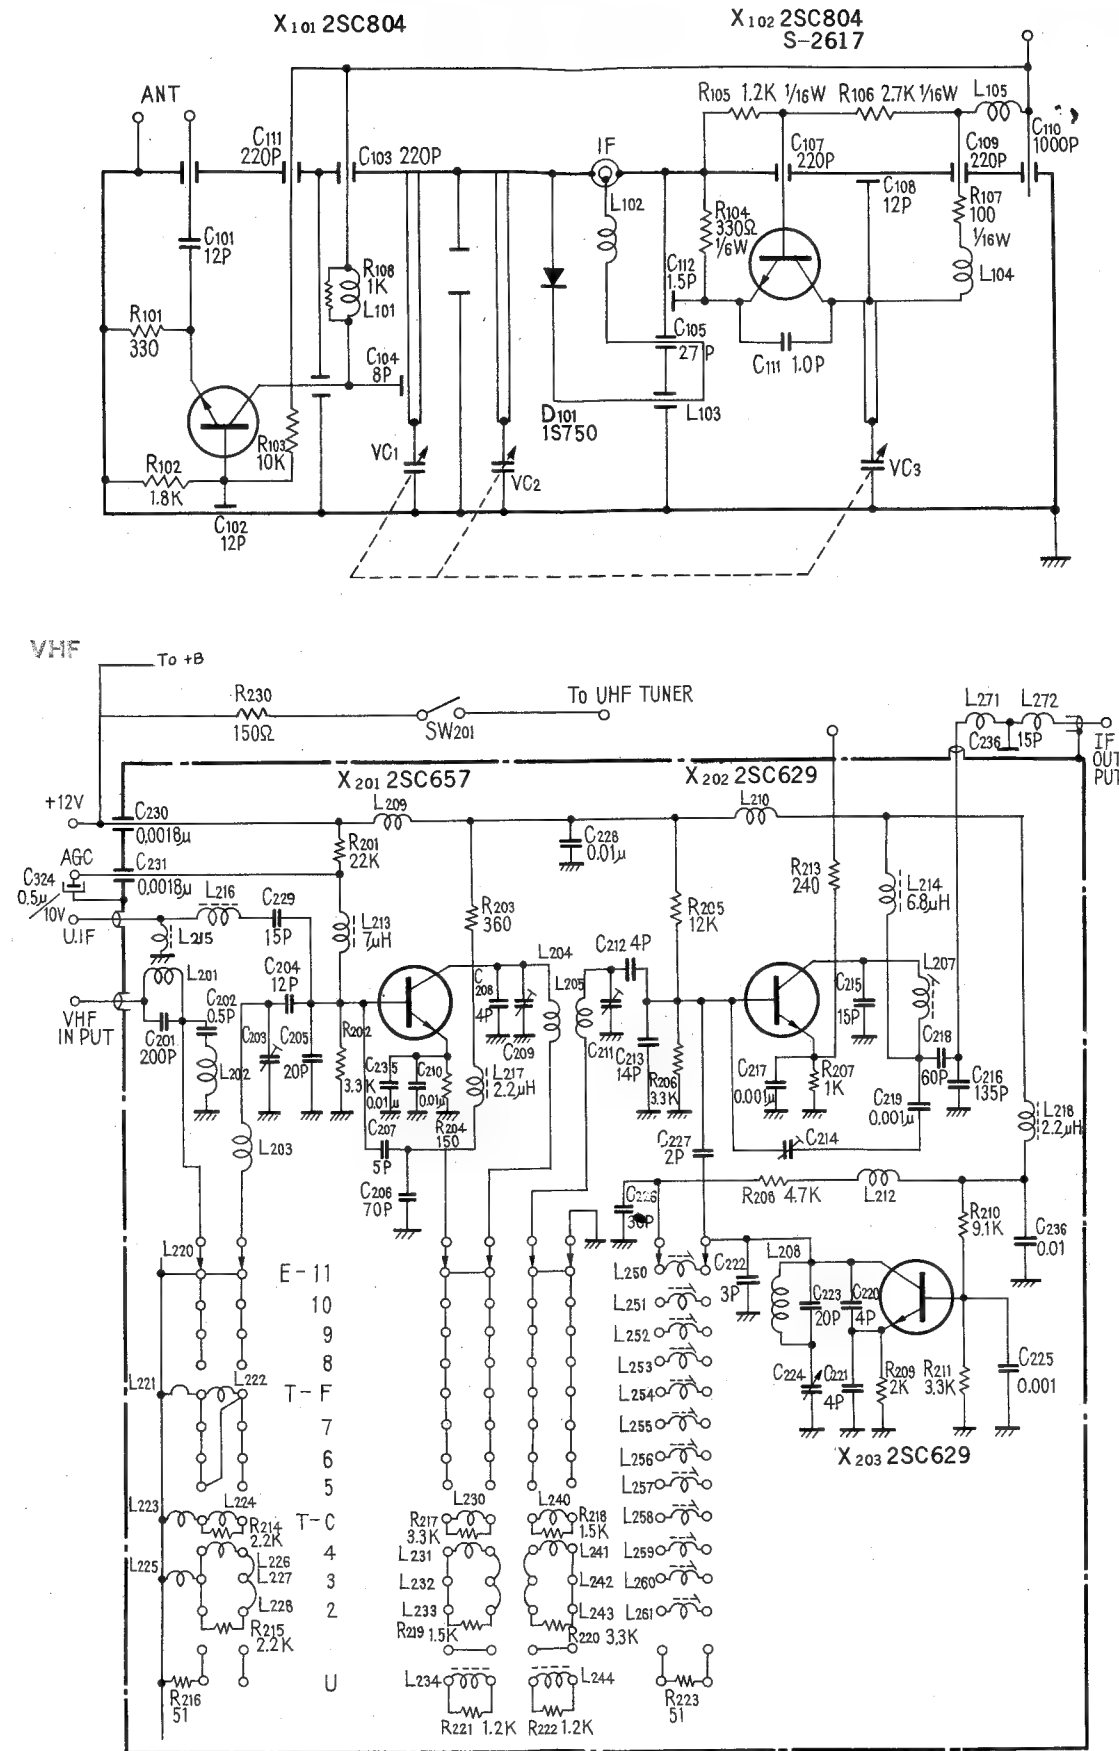 X101 2SC804
X102 2SC804
S-2617
ANT
R105 1.2K 1/16W
R106 2.7K 1/16W
L105
C111
220P
C103 220P
IF
C107
220P
C109
220P
C110
1000P
L102
C108
12P
R107
100
1/16W
R104
330Ω
1/6W
C101
12P
R108
1K
L101
C112
1.5P
L104
R101
330
C104
8P
C105
27P
C111 1.0P
L103
D101
1S750
R103
10K
R102
1.8K
VC1
VC2
VC3
C102
12P
VHF
To +B
R230
150Ω
SW201
To UHF TUNER
L271
L272
C236
15P
IF
OUT
PUT
X201 2SC657
X202 2SC629
+12V
C230
0.0018μ
L209
L210
R201
22K
C228
0.01μ
AGC
C231
0.0018μ
C324
0.5μ
10V
R213
240
L214
6.8μH
L216
C229
15P
U.IF
L215
L213
7μH
R203
360
R205
12K
L201
C204
12P
C208
4P
L204
C212 4P
L205
L207
C215
15P
VHF
IN PUT
C202
0.5P
C201
200P
C203
C205
20P
R202
3.3K
C209
C211
C213
14P
C218
60P
L202
C235
0.01μ
C210
0.01μ
L217
2.2μH
R206
3.3K
C217
0.001μ
R207
1K
C216
135P
C219
0.001μ
L218
2.2μH
L203
C207
5P
R204
150
C227
2P
C214
C206
70P
C226
R208 4.7K
L212
R210
9.1K
C236
0.01
L220
E-11
L250
C222
3P
L208
10
L251
C223
20P
C220
4P
9
L252
8
L253
C224
C221
4P
R209
2K
R211
3.3K
C225
0.001
L221
L222
T-F
L254
7
L255
6
L256
X203 2SC629
5
L257
L223
L224
T-C
R217
3.3K
L230
L240
R218
1.5K
L258
R214
2.2K
4
L231
L241
L259
L225
L226
L227
3
L232
L242
L260
L228
2
L233
L243
L261
R215
2.2K
R219 1.5K
R220 3.3K
U
L234
L244
R216
51
R221 1.2K
R222 1.2K
R223
51